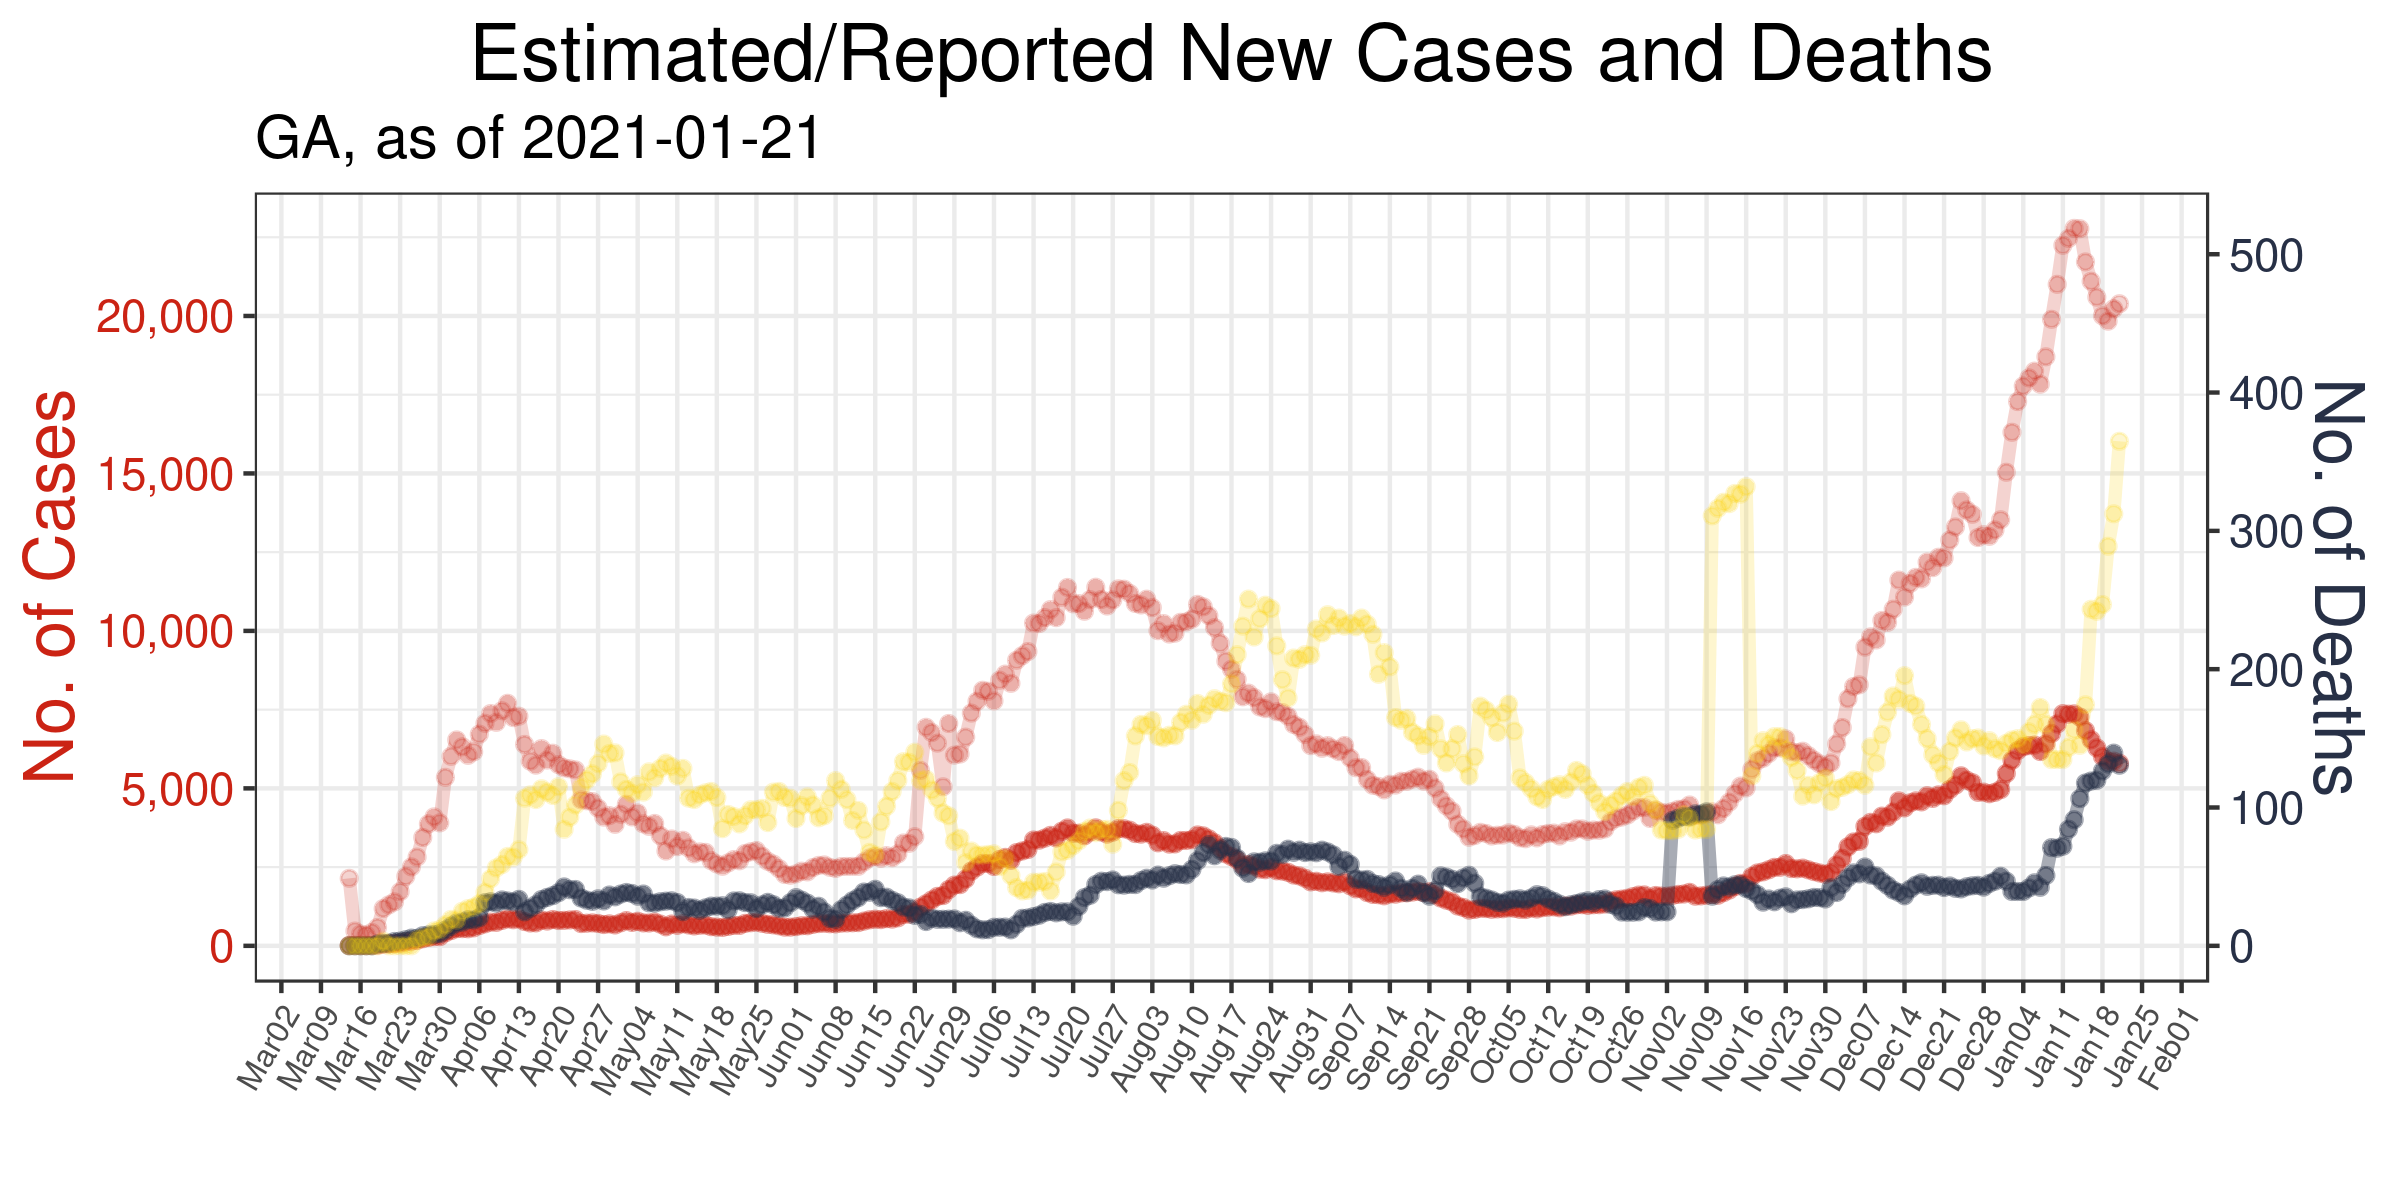 Estimated/Reported New Cases and Deaths
GA, as of 2021-01-21
No. of Cases
20,000
15,000
10,000
5,000
0
500
400
300
200
100
0
No. of Deaths
Mar02
Mar09
Mar16
Mar23
Mar30
Apr06
Apr13
Apr20
Apr27
May04
May11
May18
May25
Jun01
Jun08
Jun15
Jun22
Jun29
Jul06
Jul13
Jul20
Jul27
Aug03
Aug10
Aug17
Aug24
Aug31
Sep07
Sep14
Sep21
Sep28
Oct05
Oct12
Oct19
Oct26
Nov02
Nov09
Nov16
Nov23
Nov30
Dec07
Dec14
Dec21
Dec28
Jan04
Jan11
Jan18
Jan25
Feb01